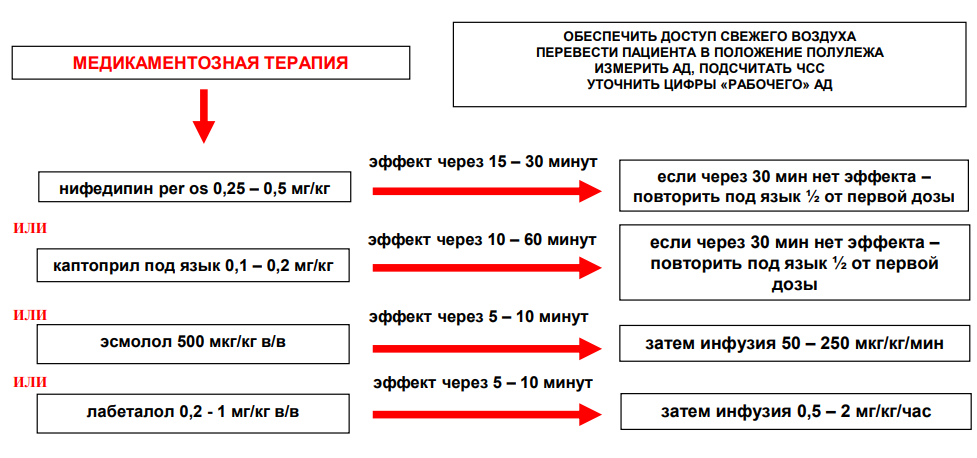 МЕДИКАМЕНТОЗНАЯ ТЕРАПИЯ
ОБЕСПЕЧИТЬ ДОСТУП СВЕЖЕГО ВОЗДУХА
ПЕРЕВЕСТИ ПАЦИЕНТА В ПОЛОЖЕНИЕ ПОЛУЛЕЖА
ИЗМЕРИТЬ АД, ПОДСЧИТАТЬ ЧСС
УТОЧНИТЬ ЦИФРЫ «РАБОЧЕГО» АД
нифедипин per os 0,25 – 0,5 мг/кг
эффект через 15 – 30 минут
если через 30 мин нет эффекта –
повторить под язык ½ от первой дозы
ИЛИ
каптоприл под язык 0,1 – 0,2 мг/кг
эффект через 10 – 60 минут
если через 30 мин нет эффекта –
повторить под язык ½ от первой
дозы
ИЛИ
эсмолол 500 мкг/кг в/в
эффект через 5 – 10 минут
затем инфузия 50 – 250 мкг/кг/мин
ИЛИ
лабеталол 0,2 - 1 мг/кг в/в
эффект через 5 – 10 минут
затем инфузия 0,5 – 2 мг/кг/час